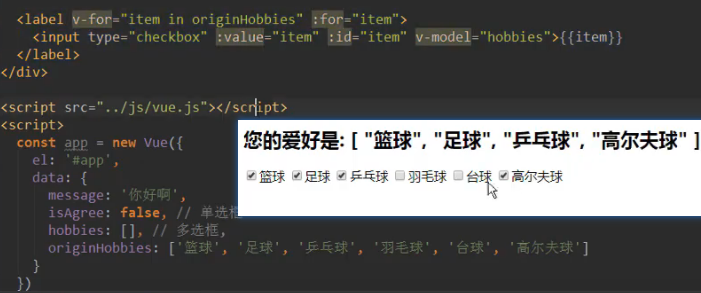 <label v-for="item in originHobbies" :for="item">
<input type="checkbox" :value="item" :id="item" v-model="hobbies">{{item}}
</label>
</div>
<script src="../js/vue.js"></script>
<script>
const app = new Vue({
el: '#app',
data: {
message: '你好啊',
isAgree: false, // 单选框
hobbies: [], // 多选框,
originHobbies: ['篮球', '足球', '乒乓球', '羽毛球', '台球', '高尔夫球']
}
})
您的爱好是: [ "篮球", "足球", "乒乓球", "高尔夫球" ]
篮球 足球 乒乓球 羽毛球 台球 高尔夫球